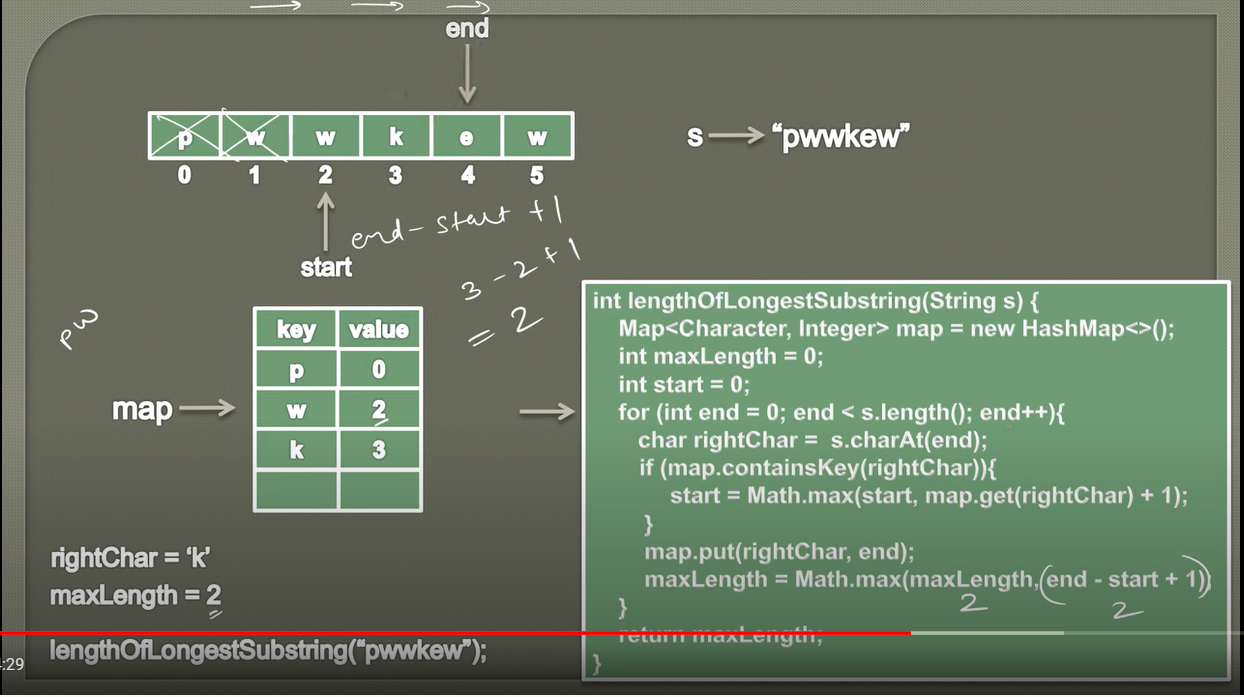 end
p w w k e w
0 1 2 3 4 5
s "pwwkew"
end - start + 1
start
3 - 2 + 1
= 2
pw
map
key value
p 0
w 2
k 3
rightChar = ‘k’
maxLength = 2
lengthOfLongestSubstring(“pwwkew”);
int lengthOfLongestSubstring(String s) {
Map<Character, Integer> map = new HashMap<>();
int maxLength = 0;
int start = 0;
for (int end = 0; end < s.length(); end++){
char rightChar = s.charAt(end);
if (map.containsKey(rightChar)){
start = Math.max(start, map.get(rightChar) + 1);
}
map.put(rightChar, end);
maxLength = Math.max(maxLength,(end - start + 1));
2 2
}
return maxLength;
}
:29